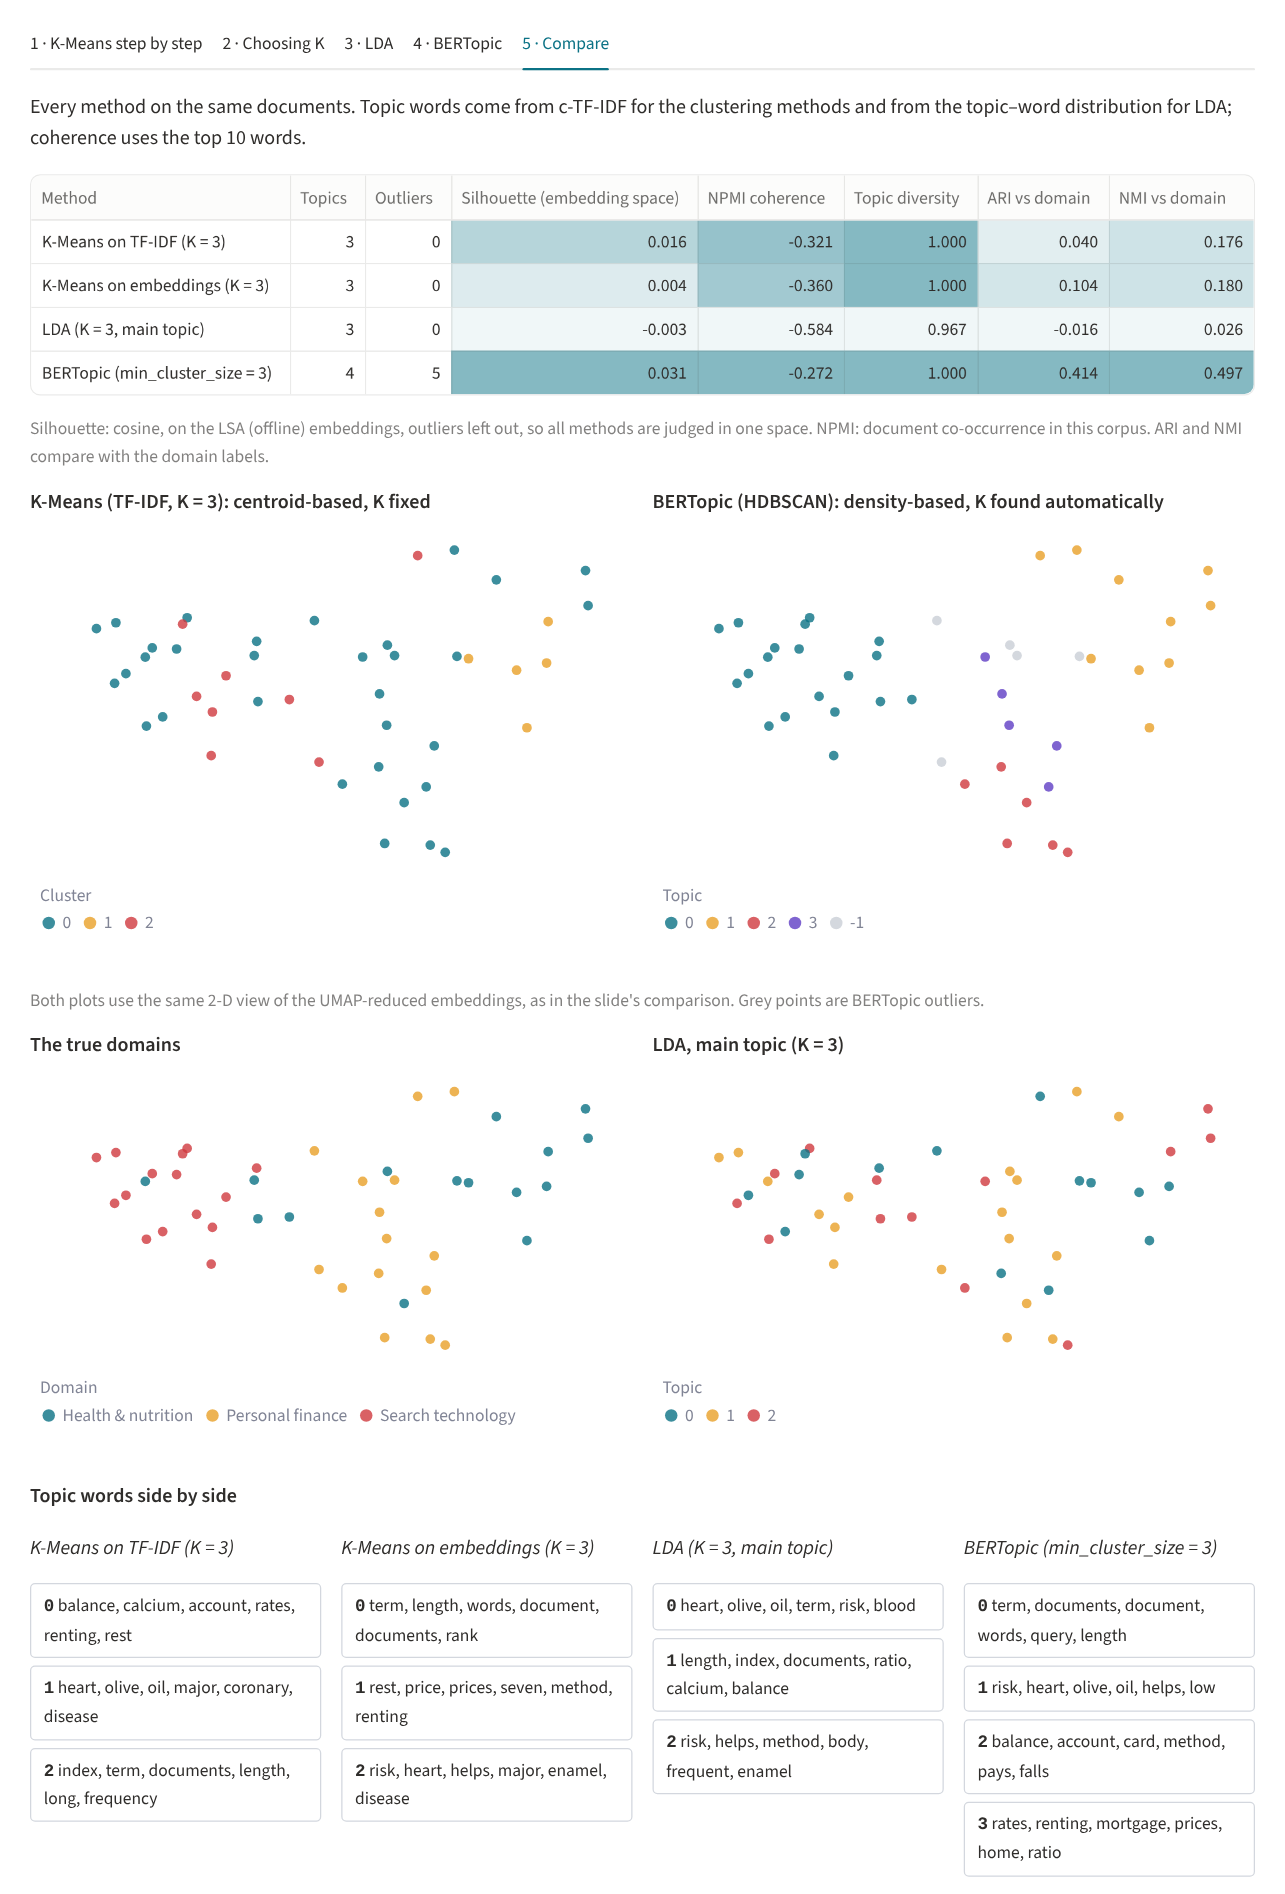 1 · K-Means step by step 2 · Choosing K 3 · LDA 4 · BERTopic 5 · Compare
Every method on the same documents. Topic words come from c-TF-IDF for the clustering methods and from the topic–word distribution for LDA;
coherence uses the top 10 words.
Method Topics Outliers Silhouette (embedding space) NPMI coherence Topic diversity ARI vs domain NMI vs domain
K-Means on TF-IDF (K = 3) 3 0 0.016 -0.321 1.000 0.040 0.176
K-Means on embeddings (K = 3) 3 0 0.004 -0.360 1.000 0.104 0.180
LDA (K = 3, main topic) 3 0 -0.003 -0.584 0.967 -0.016 0.026
BERTopic (min_cluster_size = 3) 4 5 0.031 -0.272 1.000 0.414 0.497
Silhouette: cosine, on the LSA (offline) embeddings, outliers left out, so all methods are judged in one space. NPMI: document co-occurrence in this corpus. ARI and NMI
compare with the domain labels.
K-Means (TF-IDF, K = 3): centroid-based, K fixed
BERTopic (HDBSCAN): density-based, K found automatically
Cluster
0 1 2
Topic
0 1 2 3 -1
Both plots use the same 2-D view of the UMAP-reduced embeddings, as in the slide's comparison. Grey points are BERTopic outliers.
The true domains
LDA, main topic (K = 3)
Domain
Health & nutrition Personal finance Search technology
Topic
0 1 2
Topic words side by side
K-Means on TF-IDF (K = 3)
0 balance, calcium, account, rates,
renting, rest
1 heart, olive, oil, major, coronary,
disease
2 index, term, documents, length,
long, frequency
K-Means on embeddings (K = 3)
0 term, length, words, document,
documents, rank
1 rest, price, prices, seven, method,
renting
2 risk, heart, helps, major, enamel,
disease
LDA (K = 3, main topic)
0 heart, olive, oil, term, risk, blood
1 length, index, documents, ratio,
calcium, balance
2 risk, helps, method, body,
frequent, enamel
BERTopic (min_cluster_size = 3)
0 term, documents, document,
words, query, length
1 risk, heart, olive, oil, helps, low
2 balance, account, card, method,
pays, falls
3 rates, renting, mortgage, prices,
home, ratio